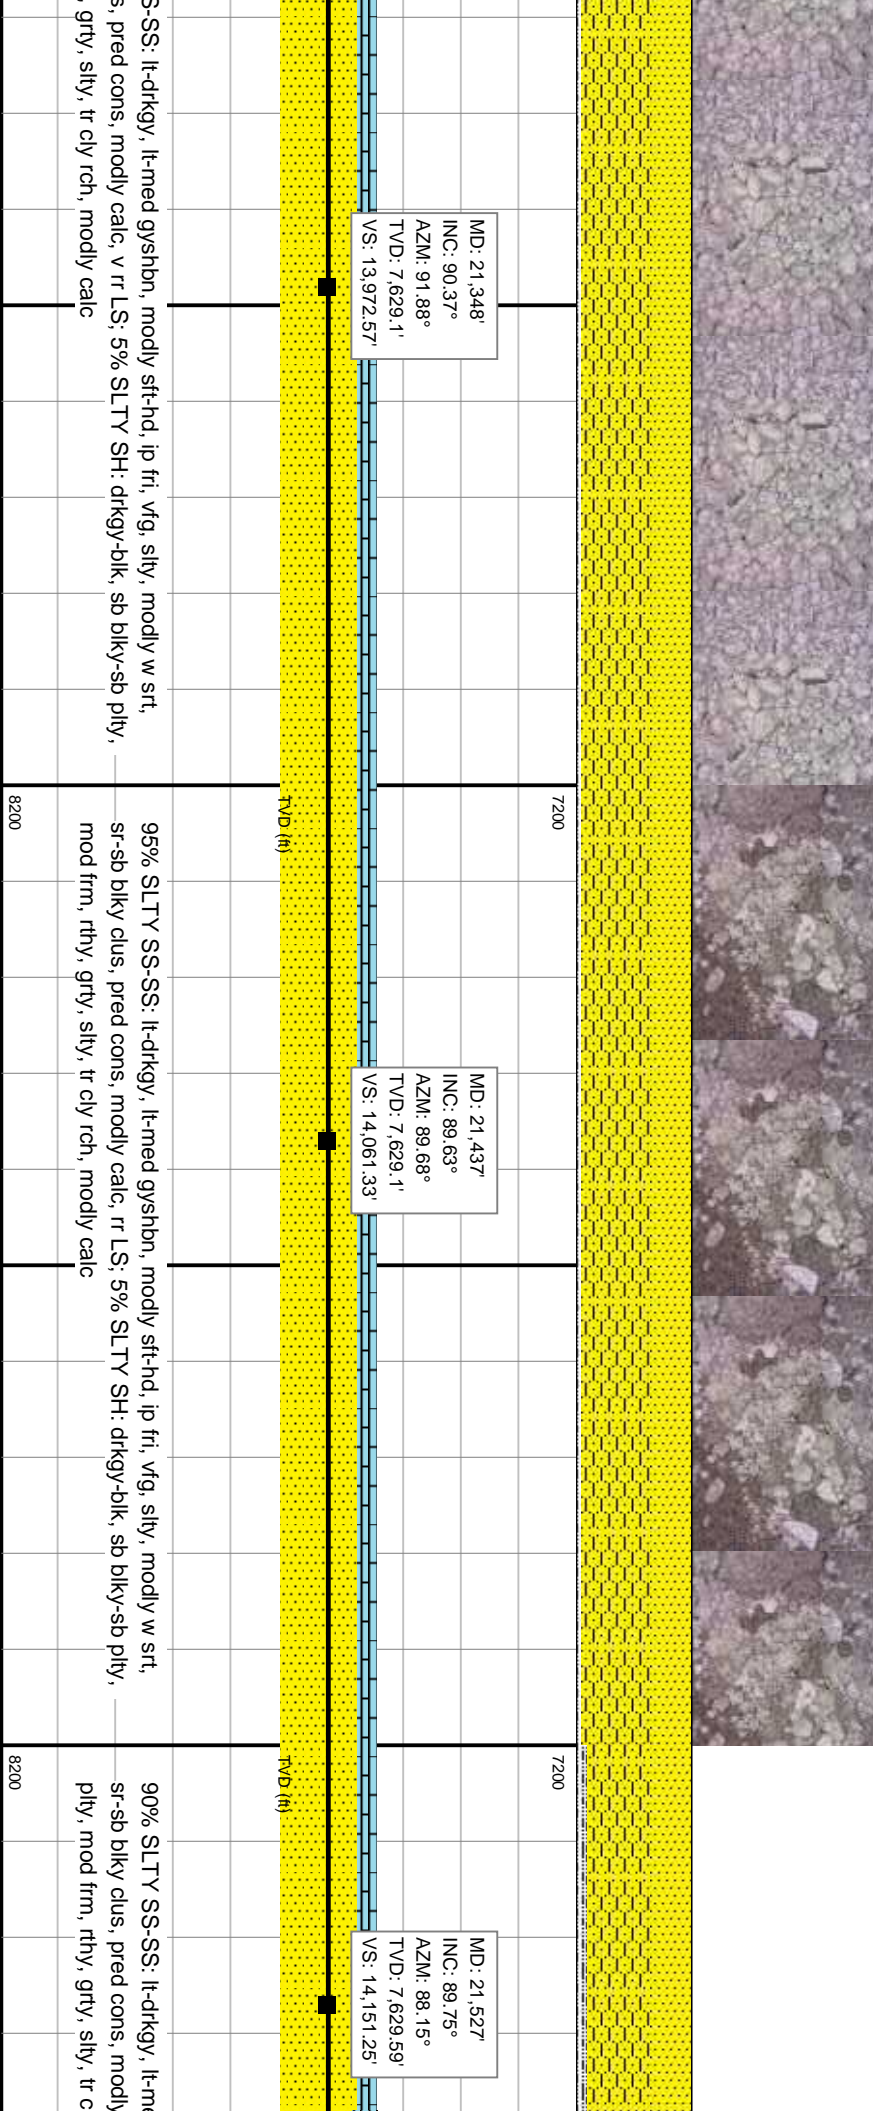 S-SS: lt-drkgy, lt-med gyshbn, modly sft-hd, ip fri, vfg, slty, modly w srt,
s, pred cons, modly calc, v rr LS; 5% SLTY SH: drkgy-blk, sb blky-sb plty,
, grty, slty, tr cly rch, modly calc
MD: 21,348'
INC: 90.37°
AZM: 91.88°
TVD: 7,629.1'
VS: 13,972.57'
7200
TVD (ft)
8200
95% SLTY SS-SS: lt-drkgy, lt-med gyshbn, modly sft-hd, ip fri, vfg, slty, modly w srt,
sr-sb blky clus, pred cons, modly calc, rr LS; 5% SLTY SH: drkgy-blk, sb blky-sb plty,
mod frm, rthy, grty, slty, tr cly rch, modly calc
MD: 21,437'
INC: 89.63°
AZM: 89.68°
TVD: 7,629.1'
VS: 14,061.33'
7200
TVD (ft)
8200
90% SLTY SS-SS: lt-drkgy, lt-me
sr-sb blky clus, pred cons, modly
plty, mod frm, rthy, grty, slty, tr c
MD: 21,527'
INC: 89.75°
AZM: 88.15°
TVD: 7,629.59'
VS: 14,151.25'